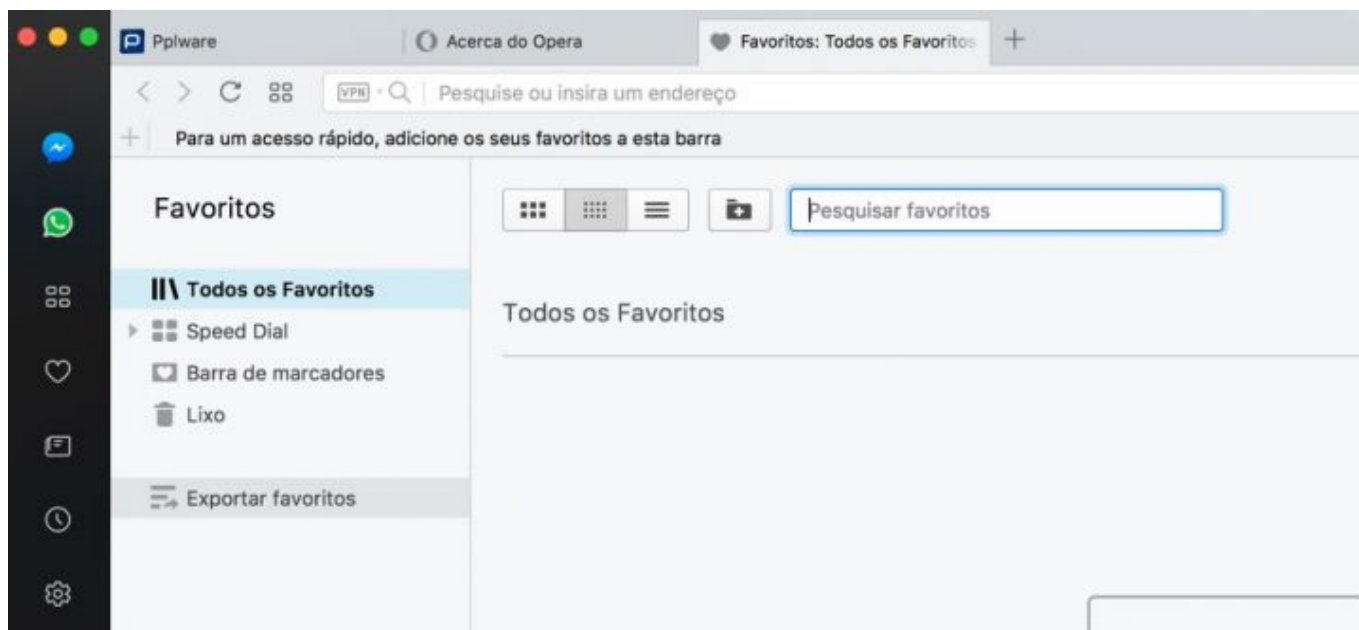 Pplware
Acerca do Opera
Favoritos: Todos os Favoritos
VPN
Pesquise ou insira um endereço
Para um acesso rápido, adicione os seus favoritos a esta barra
Favoritos
Pesquisar favoritos
Todos os Favoritos
Speed Dial
Barra de marcadores
Lixo
Exportar favoritos
Todos os Favoritos